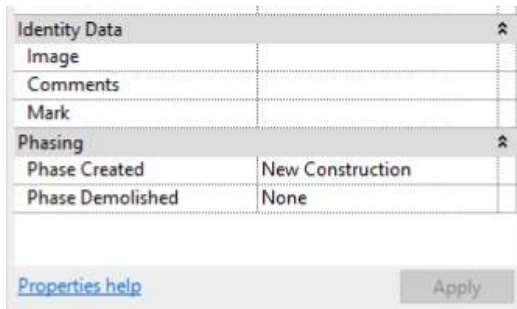 Identity Data
Image
Comments
Mark
Phasing
Phase Created New Construction
Phase Demolished None
Properties help Apply